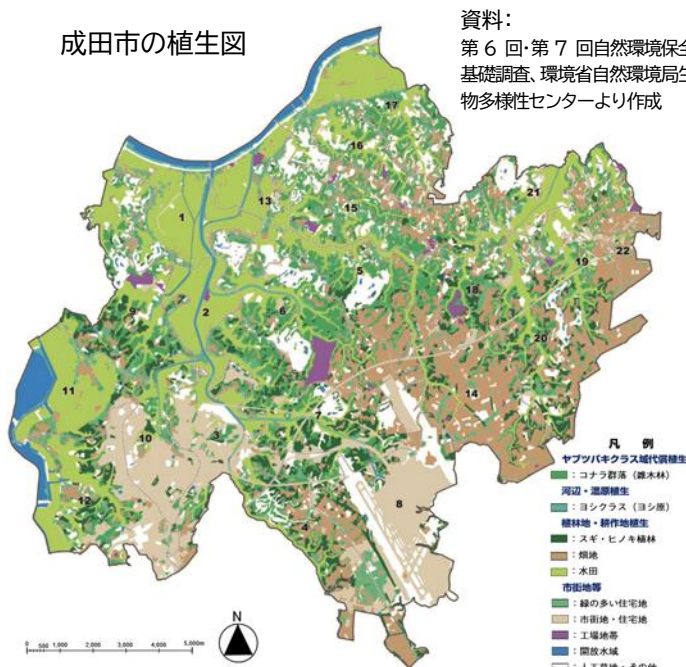 成田市の植生図
資料：
第 6 回・第 7 回自然環境保全
基礎調査、環境省自然環境局生
物多様性センターより作成
17
16
1
13
15
21
22
5
19
18
2
6
9
20
11
14
7
10
3
8
12
4
凡 例
ヤブツバキクラス域代償植生
：コナラ群落（雑木林）
河辺・湿原植生
：ヨシクラス（ヨシ原）
植林地・耕作地植生
：スギ・ヒノキ植林
：畑地
：水田
市街地等
：緑の多い住宅地
：市街地・住宅地
：工場地帯
：開放水域
N
0 500 1,000 2,000 3,000 4,000 5,000m